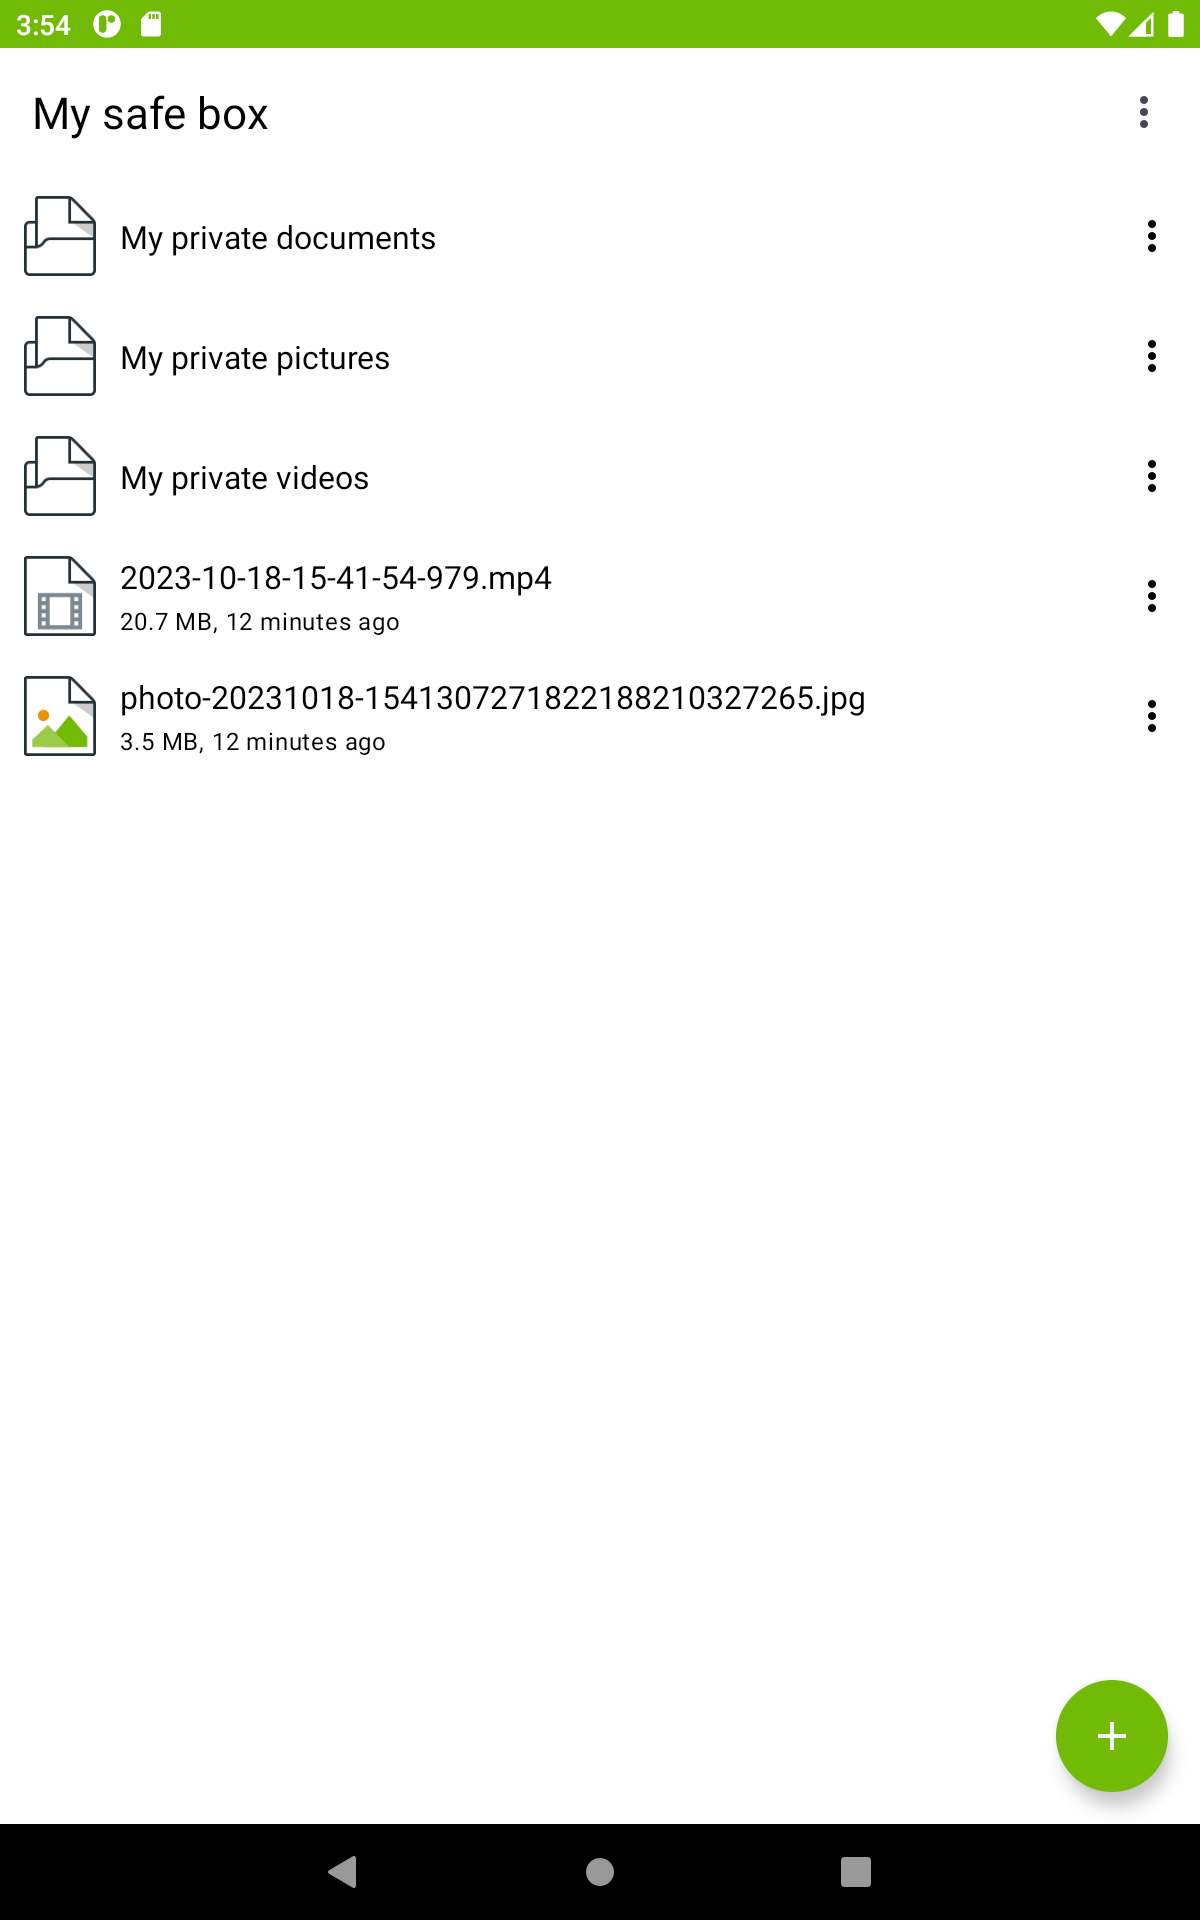 3:54
My safe box
My private documents
My private pictures
My private videos
2023-10-18-15-41-54-979.mp4
20.7 MB, 12 minutes ago
photo-20231018-1541307271822188210327265.jpg
3.5 MB, 12 minutes ago